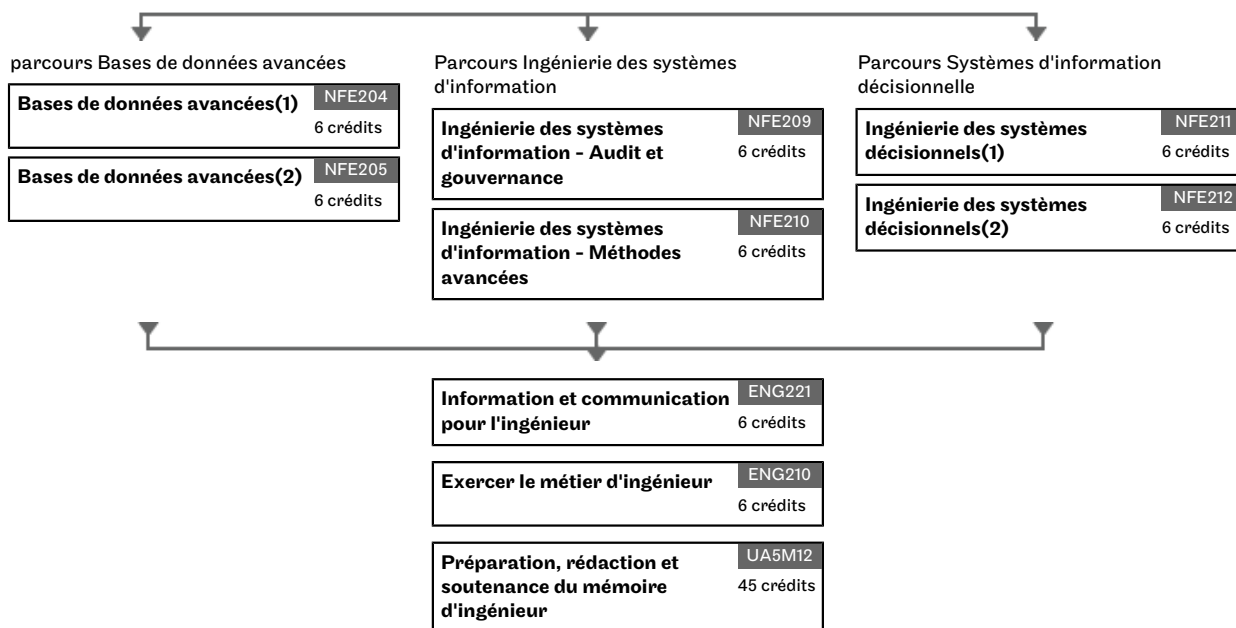 parcours Bases de données avancées
Bases de données avancées(1)
NFE204
6 crédits
Bases de données avancées(2)
NFE205
6 crédits
Parcours Ingénierie des systèmes
d'information
Ingénierie des systèmes
d'information - Audit et
gouvernance
NFE209
6 crédits
Ingénierie des systèmes
d'information - Méthodes
avancées
NFE210
6 crédits
Parcours Systèmes d'information
décisionnelle
Ingénierie des systèmes
décisionnels(1)
NFE211
6 crédits
Ingénierie des systèmes
décisionnels(2)
NFE212
6 crédits
Information et communication
pour l'ingénieur
ENG221
6 crédits
Exercer le métier d'ingénieur
ENG210
6 crédits
Préparation, rédaction et
soutenance du mémoire
d'ingénieur
UA5M12
45 crédits